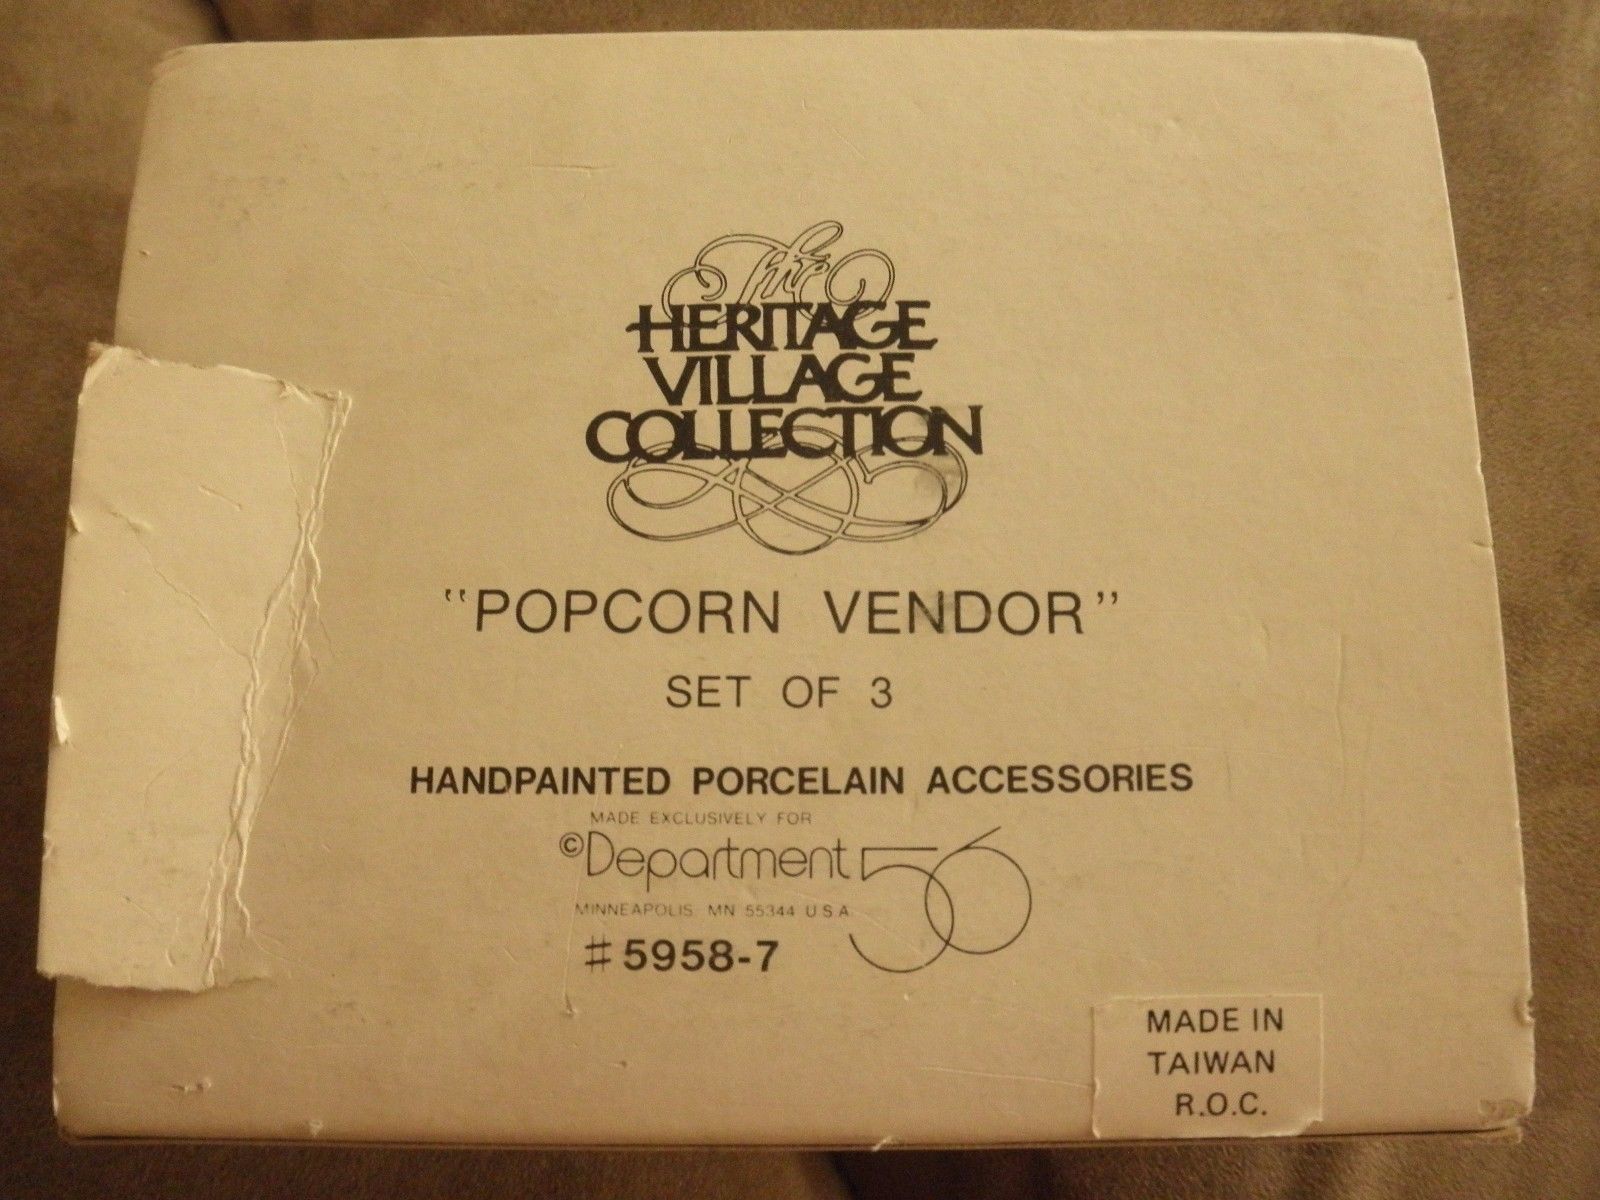 The
HERITAGE
VILLAGE
COLLECTION
"POPCORN VENDOR"
SET OF 3
HANDPAINTED PORCELAIN ACCESSORIES
MADE EXCLUSIVELY FOR
©Department 56
MINNEAPOLIS, MN 55344 U.S.A.
#5958-7
MADE IN
TAIWAN
R.O.C.